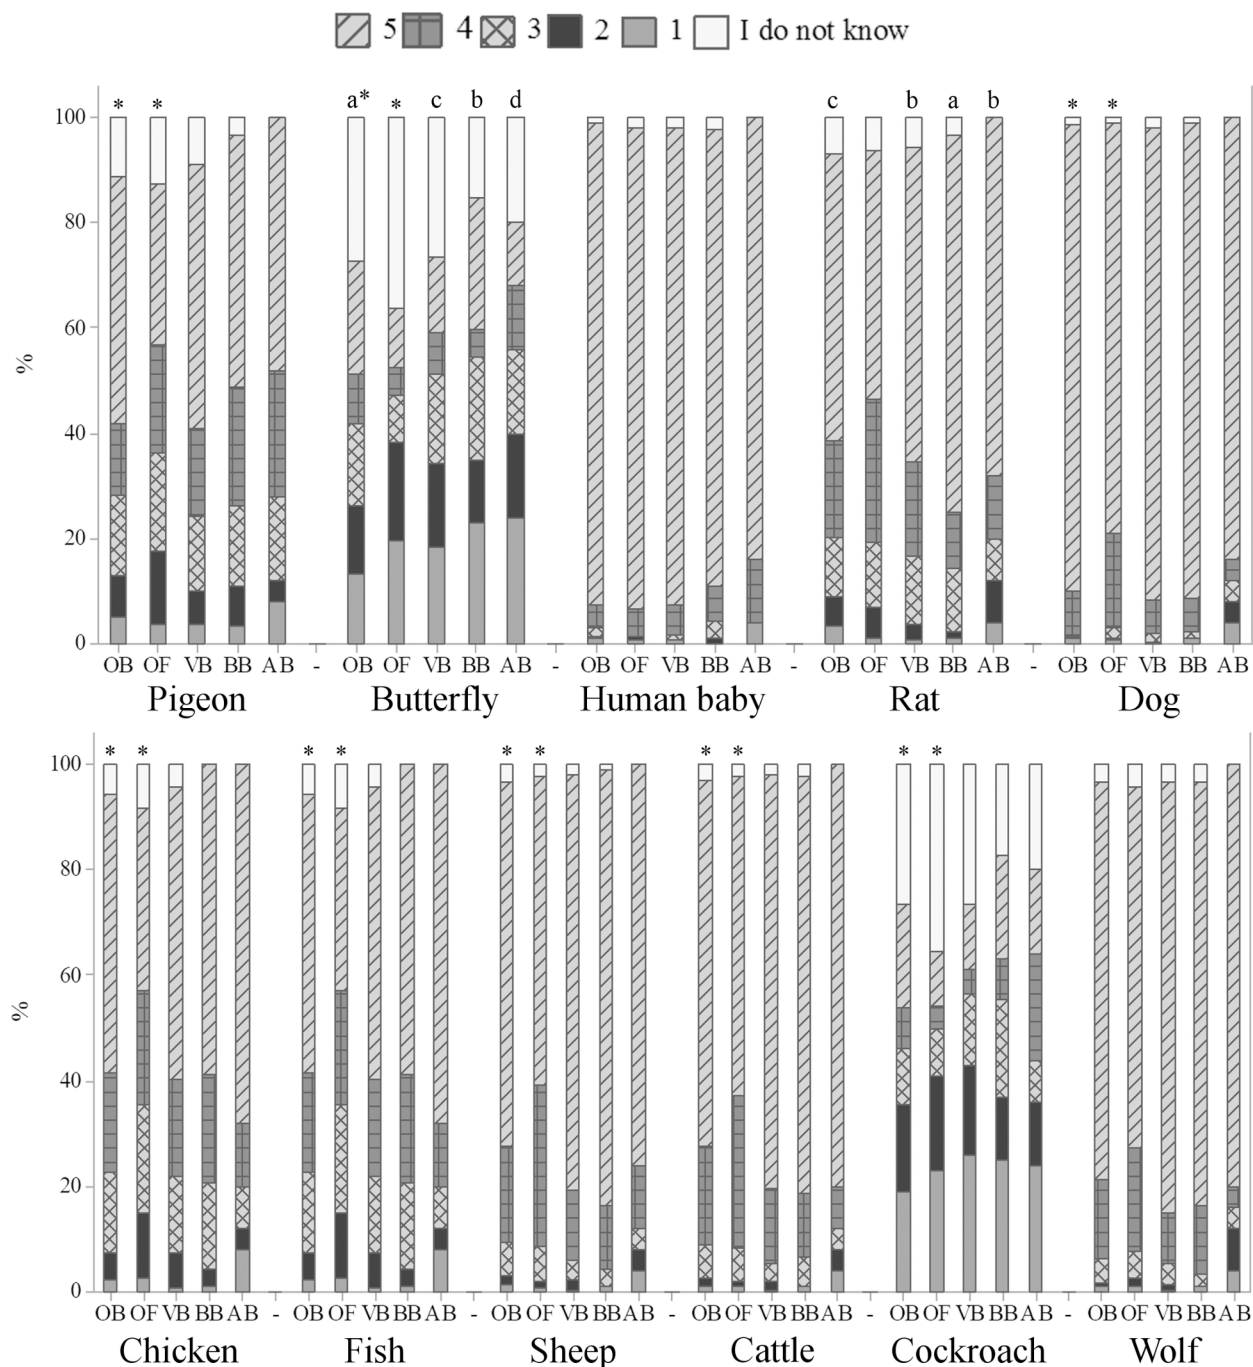 5 4 3 2 1 I do not know
* * a* * c b d c b a b * *
100
80
60
%
40
20
0
OB OF VB BB AB - OB OF VB BB AB - OB OF VB BB AB - OB OF VB BB AB - OB OF VB BB AB
Pigeon Butterfly Human baby Rat Dog
* * * * * * * * * *
100
80
60
%
40
20
0
OB OF VB BB AB - OB OF VB BB AB - OB OF VB BB AB - OB OF VB BB AB - OB OF VB BB AB - OB OF VB BB AB
Chicken Fish Sheep Cattle Cockroach Wolf